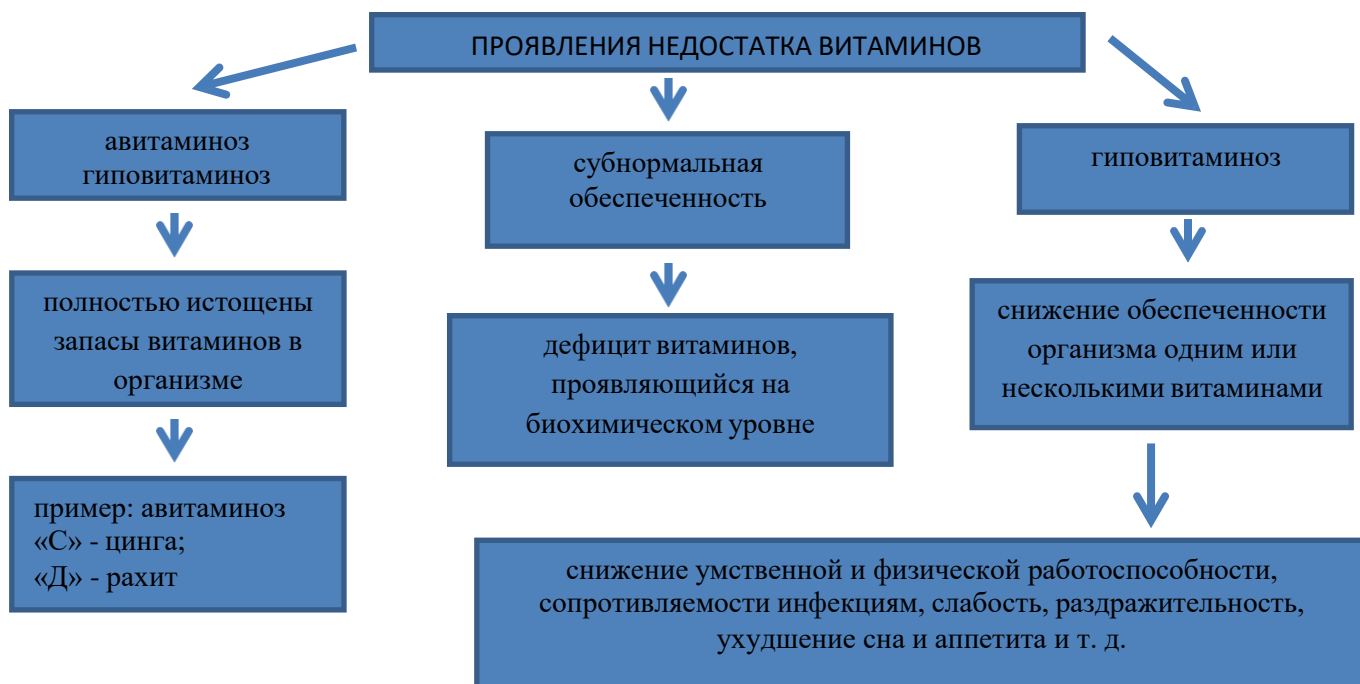 ПРОЯВЛЕНИЯ НЕДОСТАТКА ВИТАМИНОВ
авитаминоз
гиповитаминоз
субнормальная
обеспеченность
гиповитаминоз
полностью истощены
запасы витаминов в
организме
дефицит витаминов,
проявляющийся на
биохимическом уровне
снижение обеспеченности
организма одним или
несколькими витаминами
пример: авитаминоз
«С» - цинга;
«Д» - рахит
снижение умственной и физической работоспособности,
сопротивляемости инфекциям, слабость, раздражительность,
ухудшение сна и аппетита и т. д.